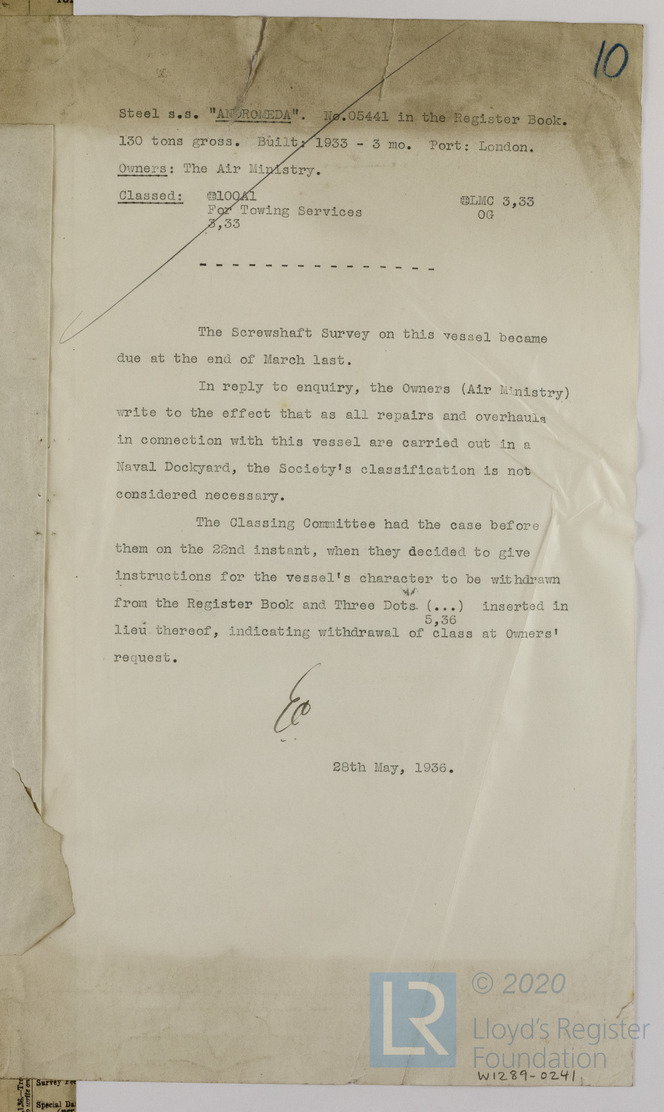 10
Steel s.s. "ANDROMEDA". No.05441 in the Register Book.
130 tons gross. Built: 1933 - 3 mo. Port: London.
Owners: The Air Ministry.
Classed: @100A1 @LMC 3,33
For Towing Services OG
3,33
The Screwshaft Survey on this vessel became
due at the end of March last.
In reply to enquiry, the Owners (Air Ministry)
write to the effect that as all repairs and overhauls
in connection with this vessel are carried out in a
Naval Dockyard, the Society's classification is not
considered necessary.
The Classing Committee had the case before
them on the 22nd instant, when they decided to give
instructions for the vessel's character to be withdrawn
from the Register Book and Three Dots (...) inserted in
5,36
lieu thereof, indicating withdrawal of class at Owners'
request.
28th May, 1936.
LR
© 2020
Lloyd's Register
Foundation
W1289-0241
Survey
Special